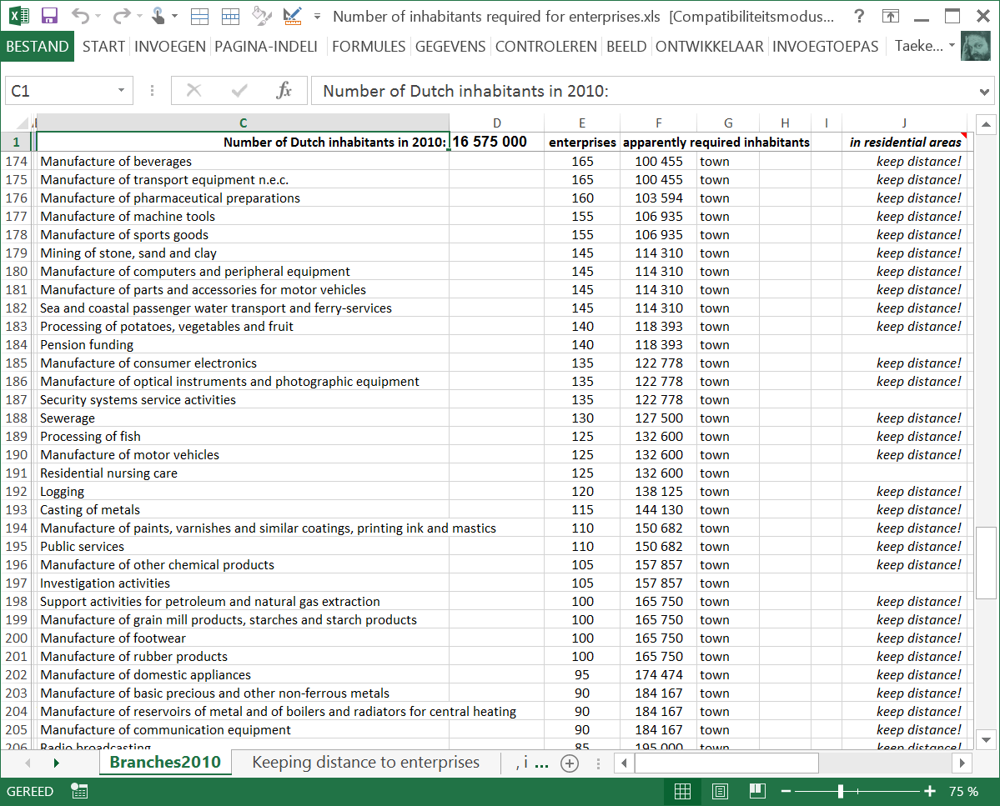 Number of inhabitants required for enterprises.xls [Compatibiliteitsmodus... ?
BESTAND START INVOEGEN PAGINA-INDELI FORMULES GEGEVENS CONTROLEREN BEELD ONTWIKKELAAR INVOEGTOEPAS Taeke...
C1 fx Number of Dutch inhabitants in 2010:
C D E F G H I J
1 Number of Dutch inhabitants in 2010: 16 575 000 enterprises apparently required inhabitants in residential areas
174 Manufacture of beverages 165 100 455 town keep distance!
175 Manufacture of transport equipment n.e.c. 165 100 455 town keep distance!
176 Manufacture of pharmaceutical preparations 160 103 594 town keep distance!
177 Manufacture of machine tools 155 106 935 town keep distance!
178 Manufacture of sports goods 155 106 935 town keep distance!
179 Mining of stone, sand and clay 145 114 310 town keep distance!
180 Manufacture of computers and peripheral equipment 145 114 310 town keep distance!
181 Manufacture of parts and accessories for motor vehicles 145 114 310 town keep distance!
182 Sea and coastal passenger water transport and ferry-services 145 114 310 town keep distance!
183 Processing of potatoes, vegetables and fruit 140 118 393 town keep distance!
184 Pension funding 140 118 393 town
185 Manufacture of consumer electronics 135 122 778 town keep distance!
186 Manufacture of optical instruments and photographic equipment 135 122 778 town keep distance!
187 Security systems service activities 135 122 778 town
188 Sewerage 130 127 500 town keep distance!
189 Processing of fish 125 132 600 town keep distance!
190 Manufacture of motor vehicles 125 132 600 town keep distance!
191 Residential nursing care 125 132 600 town
192 Logging 120 138 125 town keep distance!
193 Casting of metals 115 144 130 town keep distance!
194 Manufacture of paints, varnishes and similar coatings, printing ink and mastics 110 150 682 town keep distance!
195 Public services 110 150 682 town keep distance!
196 Manufacture of other chemical products 105 157 857 town keep distance!
197 Investigation activities 105 157 857 town
198 Support activities for petroleum and natural gas extraction 100 165 750 town keep distance!
199 Manufacture of grain mill products, starches and starch products 100 165 750 town keep distance!
200 Manufacture of footwear 100 165 750 town keep distance!
201 Manufacture of rubber products 100 165 750 town keep distance!
202 Manufacture of domestic appliances 95 174 474 town keep distance!
203 Manufacture of basic precious and other non-ferrous metals 90 184 167 town keep distance!
204 Manufacture of reservoirs of metal and of boilers and radiators for central heating 90 184 167 town keep distance!
205 Manufacture of communication equipment 90 184 167 town keep distance!
206 Radio broadcasting 85 195 000 town keep distance!
Branches2010 Keeping distance to enterprises , i ...
GEREED 75 %